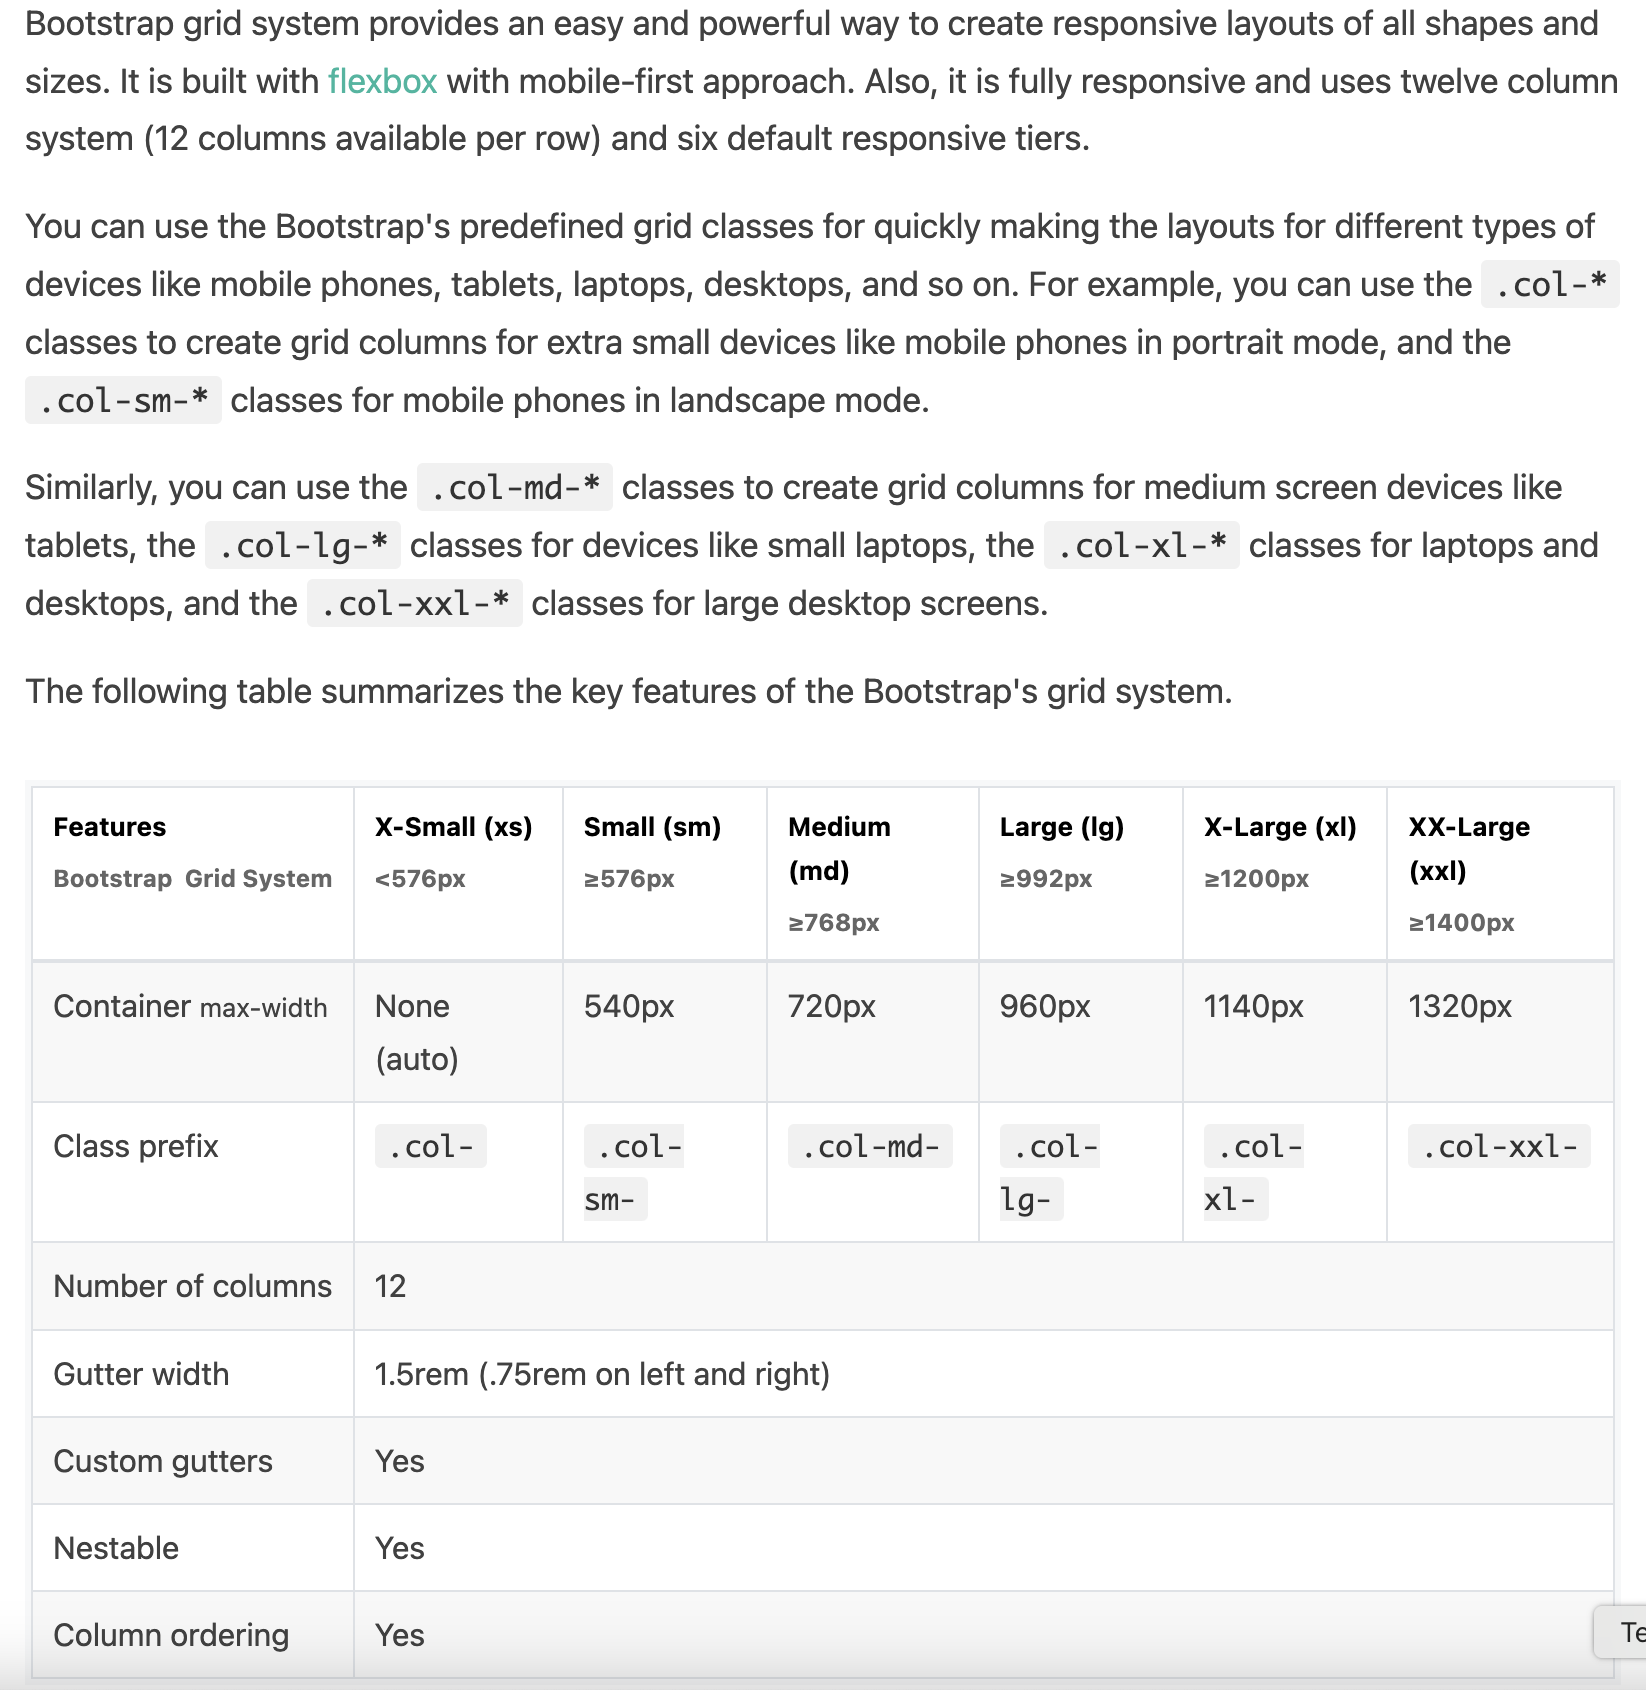 Bootstrap grid system provides an easy and powerful way to create responsive layouts of all shapes and
sizes. It is built with flexbox with mobile-first approach. Also, it is fully responsive and uses twelve column
system (12 columns available per row) and six default responsive tiers.
You can use the Bootstrap's predefined grid classes for quickly making the layouts for different types of
devices like mobile phones, tablets, laptops, desktops, and so on. For example, you can use the .col-*
classes to create grid columns for extra small devices like mobile phones in portrait mode, and the
.col-sm-* classes for mobile phones in landscape mode.
Similarly, you can use the .col-md-* classes to create grid columns for medium screen devices like
tablets, the .col-lg-* classes for devices like small laptops, the .col-xl-* classes for laptops and
desktops, and the .col-xxl-* classes for large desktop screens.
The following table summarizes the key features of the Bootstrap's grid system.
Features X-Small (xs) Small (sm) Medium Large (lg) X-Large (xl) XX-Large
(md) (xxl)
Bootstrap Grid System <576px ≥576px ≥992px ≥1200px
≥768px ≥1400px
Container max-width None 540px 720px 960px 1140px 1320px
(auto)
Class prefix .col- .col- .col-md- .col- .col- .col-xxl-
sm- lg- xl-
Number of columns 12
Gutter width 1.5rem (.75rem on left and right)
Custom gutters Yes
Nestable Yes
Column ordering Yes
Te